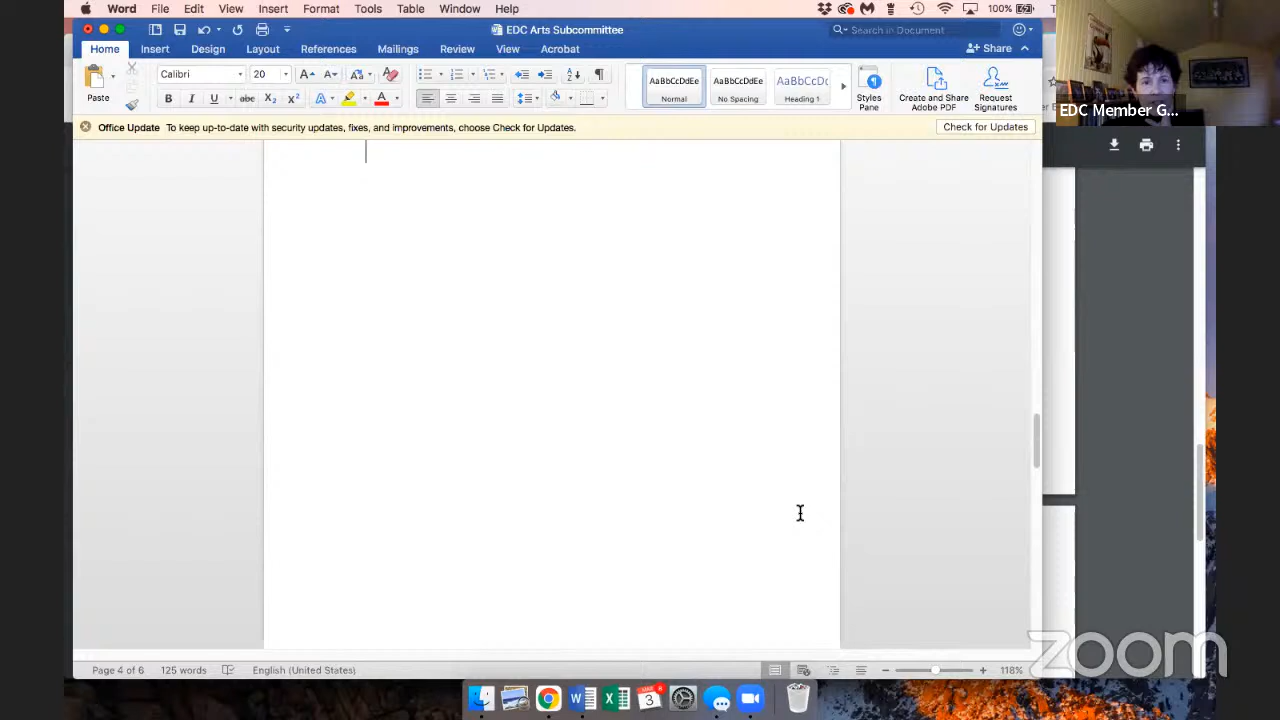 Word File Edit View Insert Format Tools Table Window Help 100%
EDC Arts Subcommittee Search in Document
Home Insert Design Layout References Mailings Review View Acrobat Share
Paste Calibri 20 AaBbCcDdEe AaBbCcDdEe AaBbCcDc
B I U abc X2 X2 A A Normal No Spacing Heading 1 Styles Pane Create and Share Adobe PDF Request Signatures
EDC Member G...
Office Update To keep up-to-date with security updates, fixes, and improvements, choose Check for Updates. Check for Updates
zoom
Page 4 of 6 125 words English (United States) 118%
3